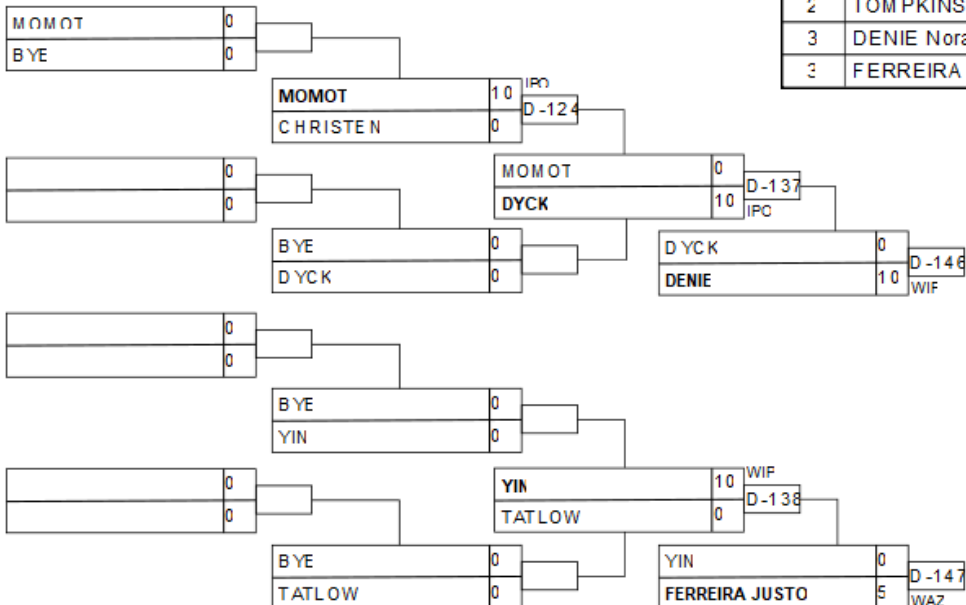 2 TOMPKINS
3 DENIE Nora
3 FERREIRA
MOMOT 0
BYE 0
MOMOT 10 IPO
D-124
CHRISTEN 0
0
0
MOMOT 0
D-137
DYCK 10 IPO
BYE 0
DYCK 0
DYCK 0
D-146
DENIE 10 WIF
0
0
BYE 0
YIN 0
0
0
YIN 10 WIF
D-138
TATLOW 0
BYE 0
TATLOW 0
YIN 0
D-147
FERREIRA JUSTO 5 WAZ